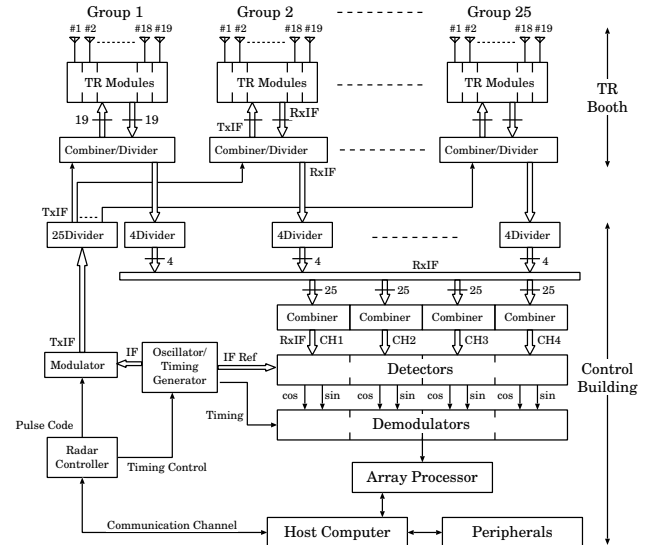 Group 1 Group 2 Group 25
#1 #2 #18 #19 #1 #2 #18 #19 #1 #2 #18 #19
TR Modules TR Modules TR Modules
TR
Booth
19 19 TxIF RxIF
Combiner/Divider Combiner/Divider Combiner/Divider
RxIF
TxIF
25Divider 4Divider 4Divider 4Divider
4 4 4
RxIF
25 25 25 25
Combiner Combiner Combiner Combiner
TxIF RxIF CH1 CH2 CH3 CH4
Modulator IF Oscillator/
Timing
Generator IF Ref Detectors
Control
Building
cos sin cos sin cos sin cos sin
Timing Demodulators
Pulse Code
Radar
Controller Timing Control
Array Processor
Communication Channel
Host Computer Peripherals